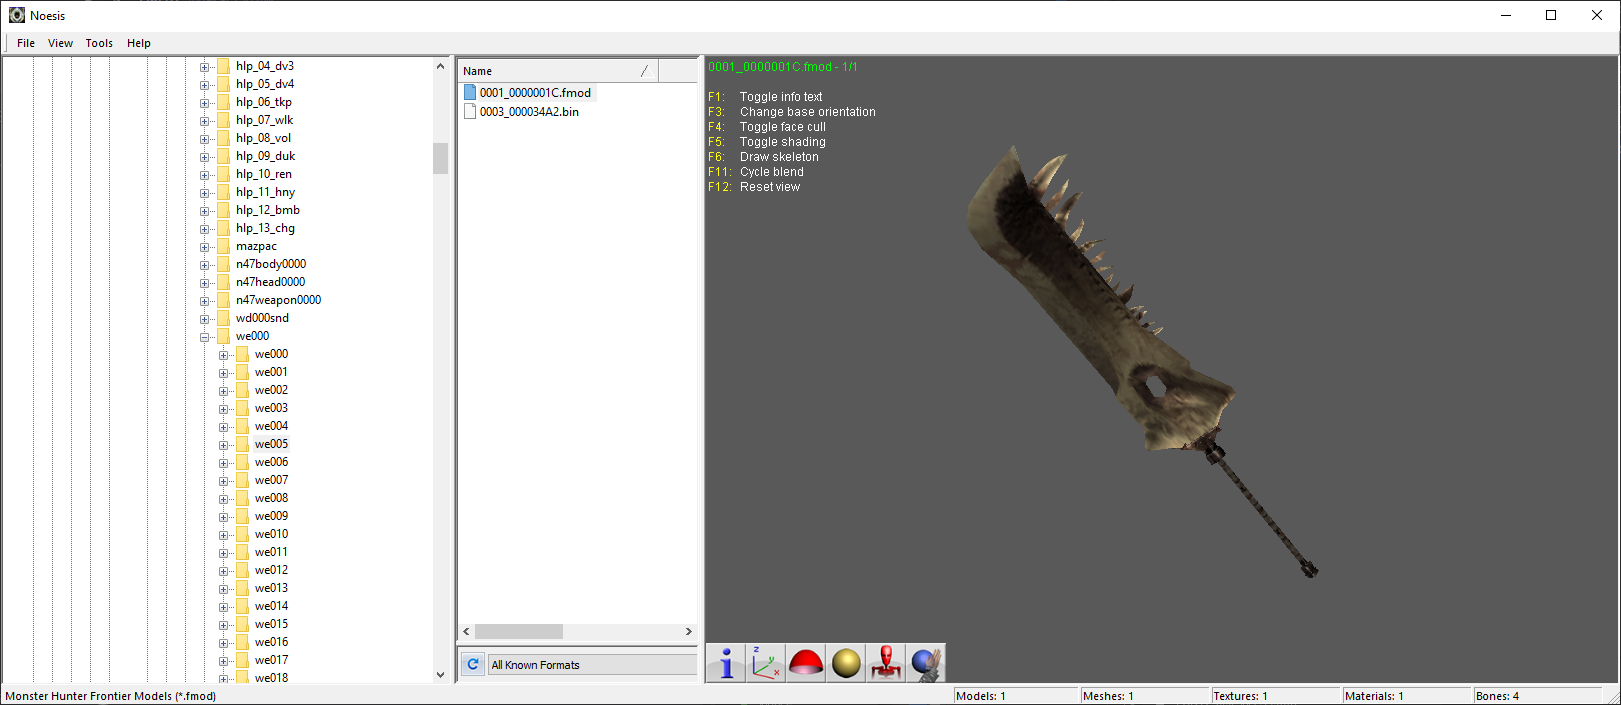 Noesis
File View Tools Help
hlp_04_dv3
hlp_05_dv4
hlp_06_tkp
hlp_07_wlk
hlp_08_vol
hlp_09_duk
hlp_10_ren
hlp_11_hny
hlp_12_bmb
hlp_13_chg
mazpac
n47body0000
n47head0000
n47weapon0000
wd000snd
we000
we000
we001
we002
we003
we004
we005
we006
we007
we008
we009
we010
we011
we012
we013
we014
we015
we016
we017
we018
Name
0001_0000001C.fmod
0003_000034A2.bin
All Known Formats
0001_0000001C.fmod - 1/1
F1: Toggle info text
F3: Change base orientation
F4: Toggle face cull
F5: Toggle shading
F6: Draw skeleton
F11: Cycle blend
F12: Reset view
z
y
x
Monster Hunter Frontier Models (*.fmod)
Models: 1
Meshes: 1
Textures: 1
Materials: 1
Bones: 4